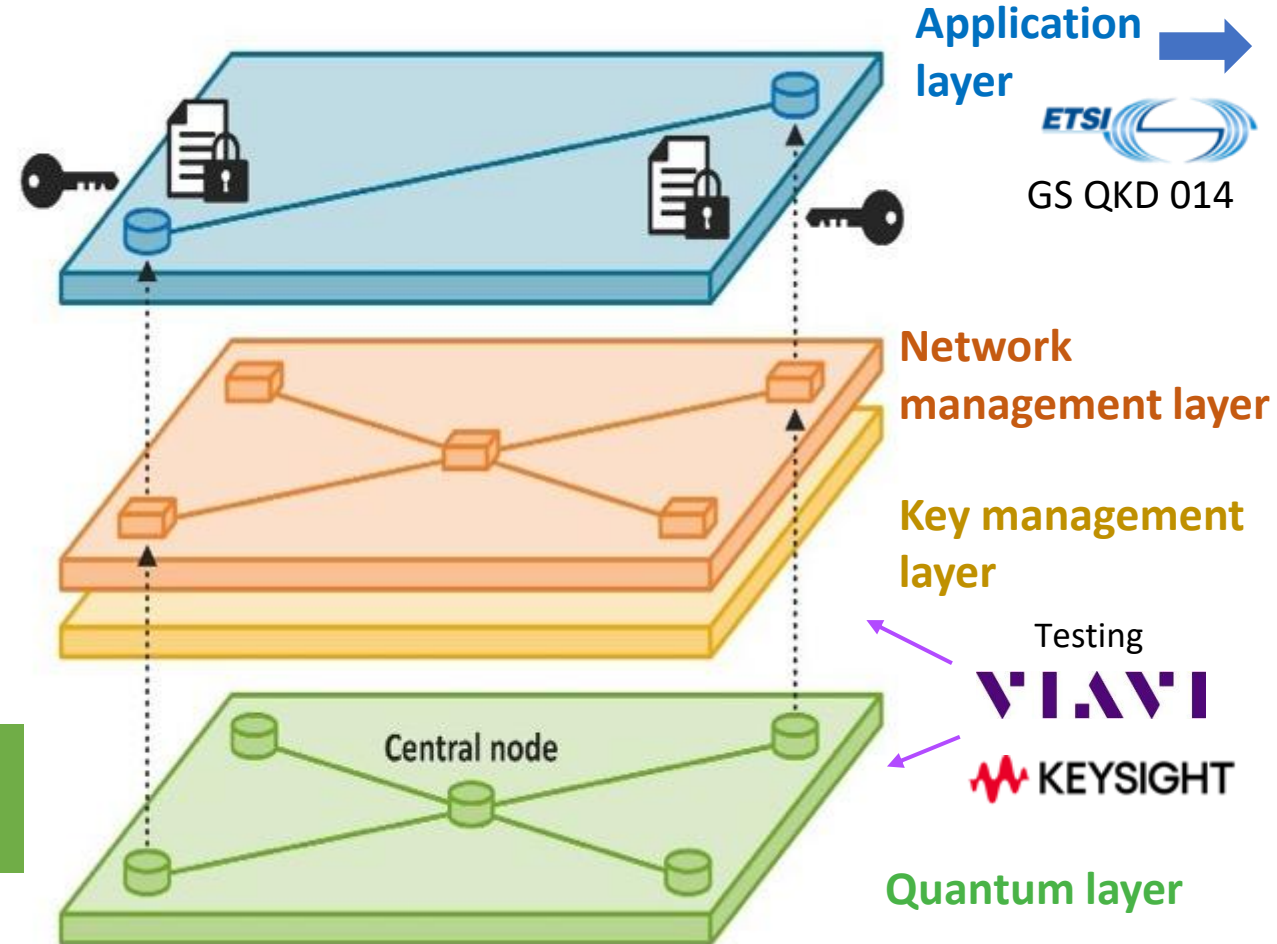 Application
layer
ETSI
GS QKD 014
Network
management layer
Key management
layer
Testing
VIAVI
KEYSIGHT
Central node
Quantum layer